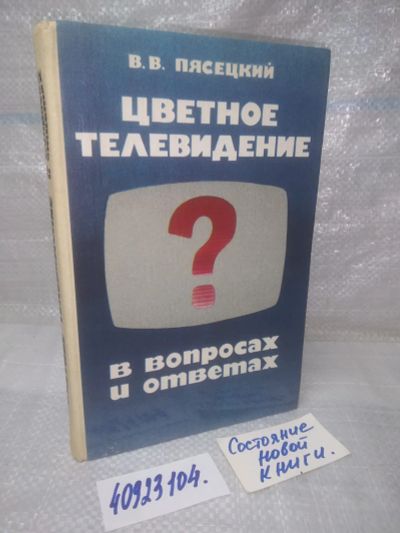 В. В. ПЯСЕЦКИЙ
ЦВЕТНОЕ
ТЕЛЕВИДЕНИЕ
?
в вопросах
и ответах
40923104.
Состояние
новой
книги.